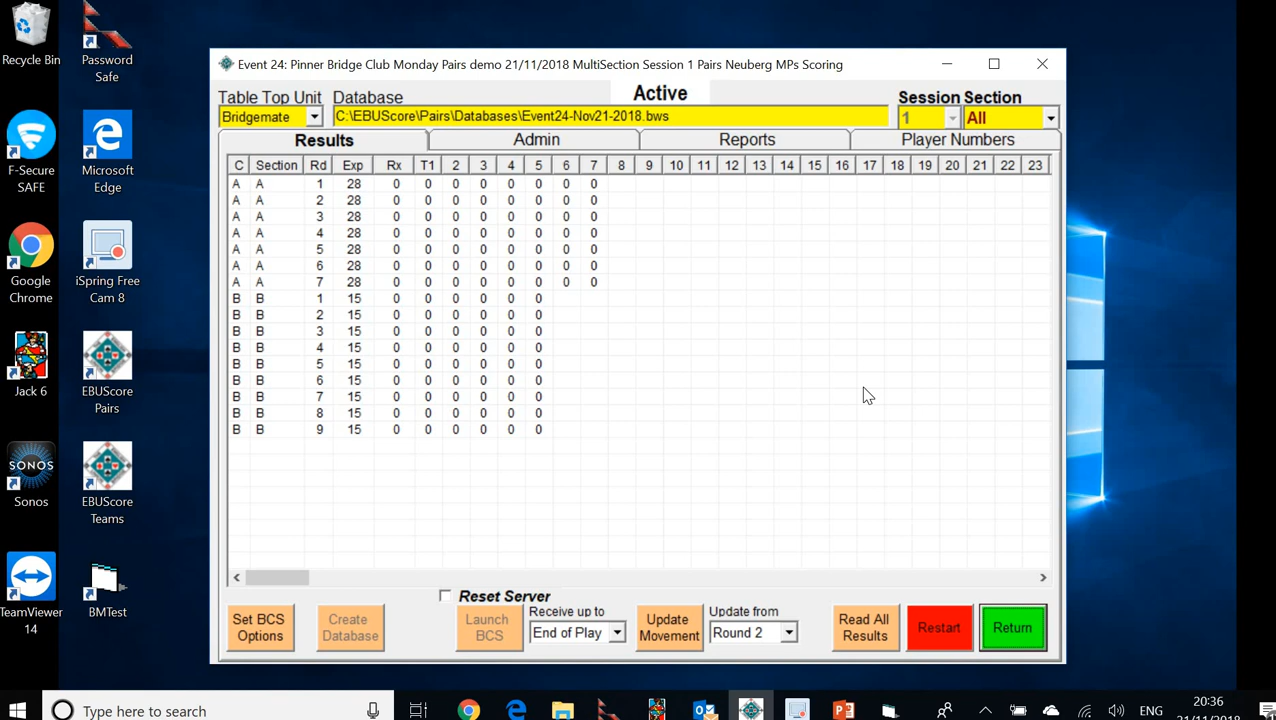 Recycle Bin
Password
Safe
F-Secure
SAFE
Microsoft
Edge
Google
Chrome
iSpring Free
Cam 8
Jack 6
EBUScore
Pairs
SONOS
Sonos
EBUScore
Teams
TeamViewer
14
BMTest
Event 24: Pinner Bridge Club Monday Pairs demo 21/11/2018 MultiSection Session 1 Pairs Neuberg MPs Scoring
Table Top Unit Database Active Session Section
Bridgemate C:\EBUScore\Pairs\Databases\Event24-Nov21-2018.bws 1 All
Results Admin Reports Player Numbers
C Section Rd Exp Rx T1 2 3 4 5 6 7 8 9 10 11 12 13 14 15 16 17 18 19 20 21 22 23
A A 1 28 0 0 0 0 0 0 0 0
A A 2 28 0 0 0 0 0 0 0 0
A A 3 28 0 0 0 0 0 0 0 0
A A 4 28 0 0 0 0 0 0 0 0
A A 5 28 0 0 0 0 0 0 0 0
A A 6 28 0 0 0 0 0 0 0 0
A A 7 28 0 0 0 0 0 0 0 0
B B 1 15 0 0 0 0 0 0
B B 2 15 0 0 0 0 0 0
B B 3 15 0 0 0 0 0 0
B B 4 15 0 0 0 0 0 0
B B 5 15 0 0 0 0 0 0
B B 6 15 0 0 0 0 0 0
B B 7 15 0 0 0 0 0 0
B B 8 15 0 0 0 0 0 0
B B 9 15 0 0 0 0 0 0
Reset Server
Set BCS
Options
Create
Database
Launch
BCS
Receive up to
End of Play
Update
Movement
Update from
Round 2
Read All
Results
Restart
Return
Type here to search
ENG
20:36
21/11/2018